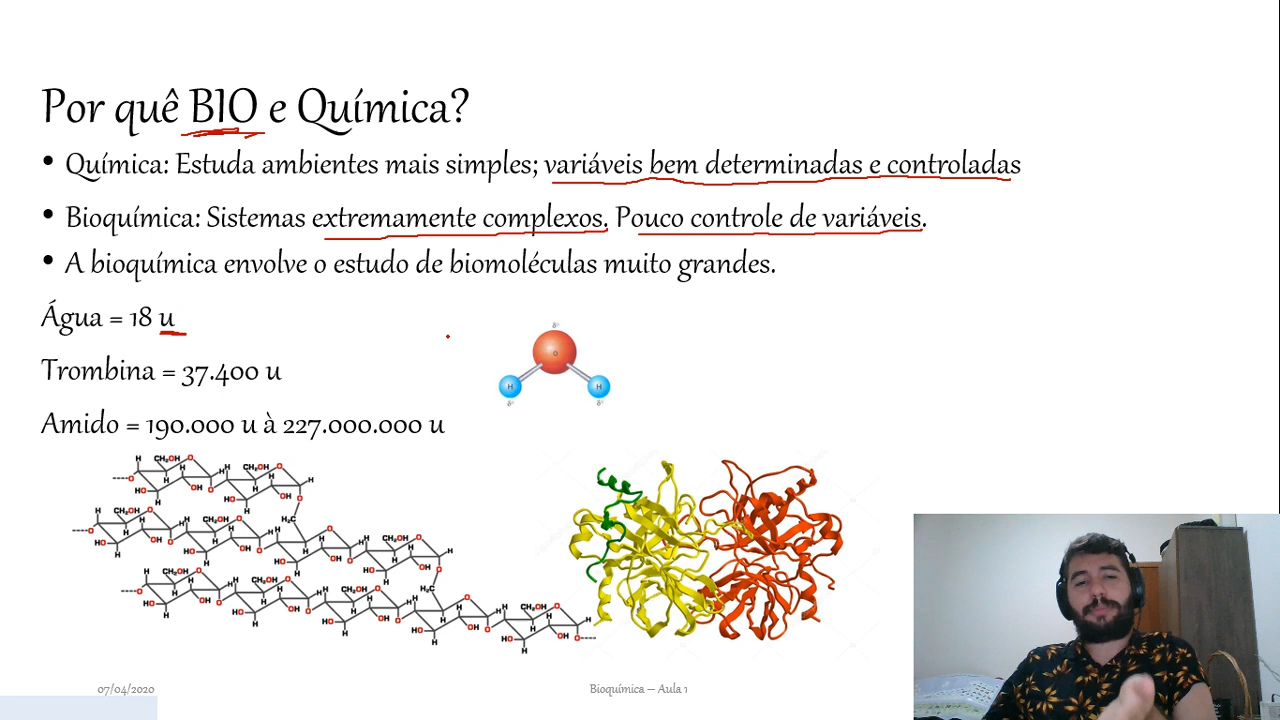 Por quê BIO e Química?
• Química: Estuda ambientes mais simples; variáveis bem determinadas e controladas
• Bioquímica: Sistemas extremamente complexos. Pouco controle de variáveis.
• A bioquímica envolve o estudo de biomoléculas muito grandes.
Água = 18 u
Trombina = 37.400 u
Amido = 190.000 u à 227.000.000 u
07/04/2020
Bioquímica – Aula 1